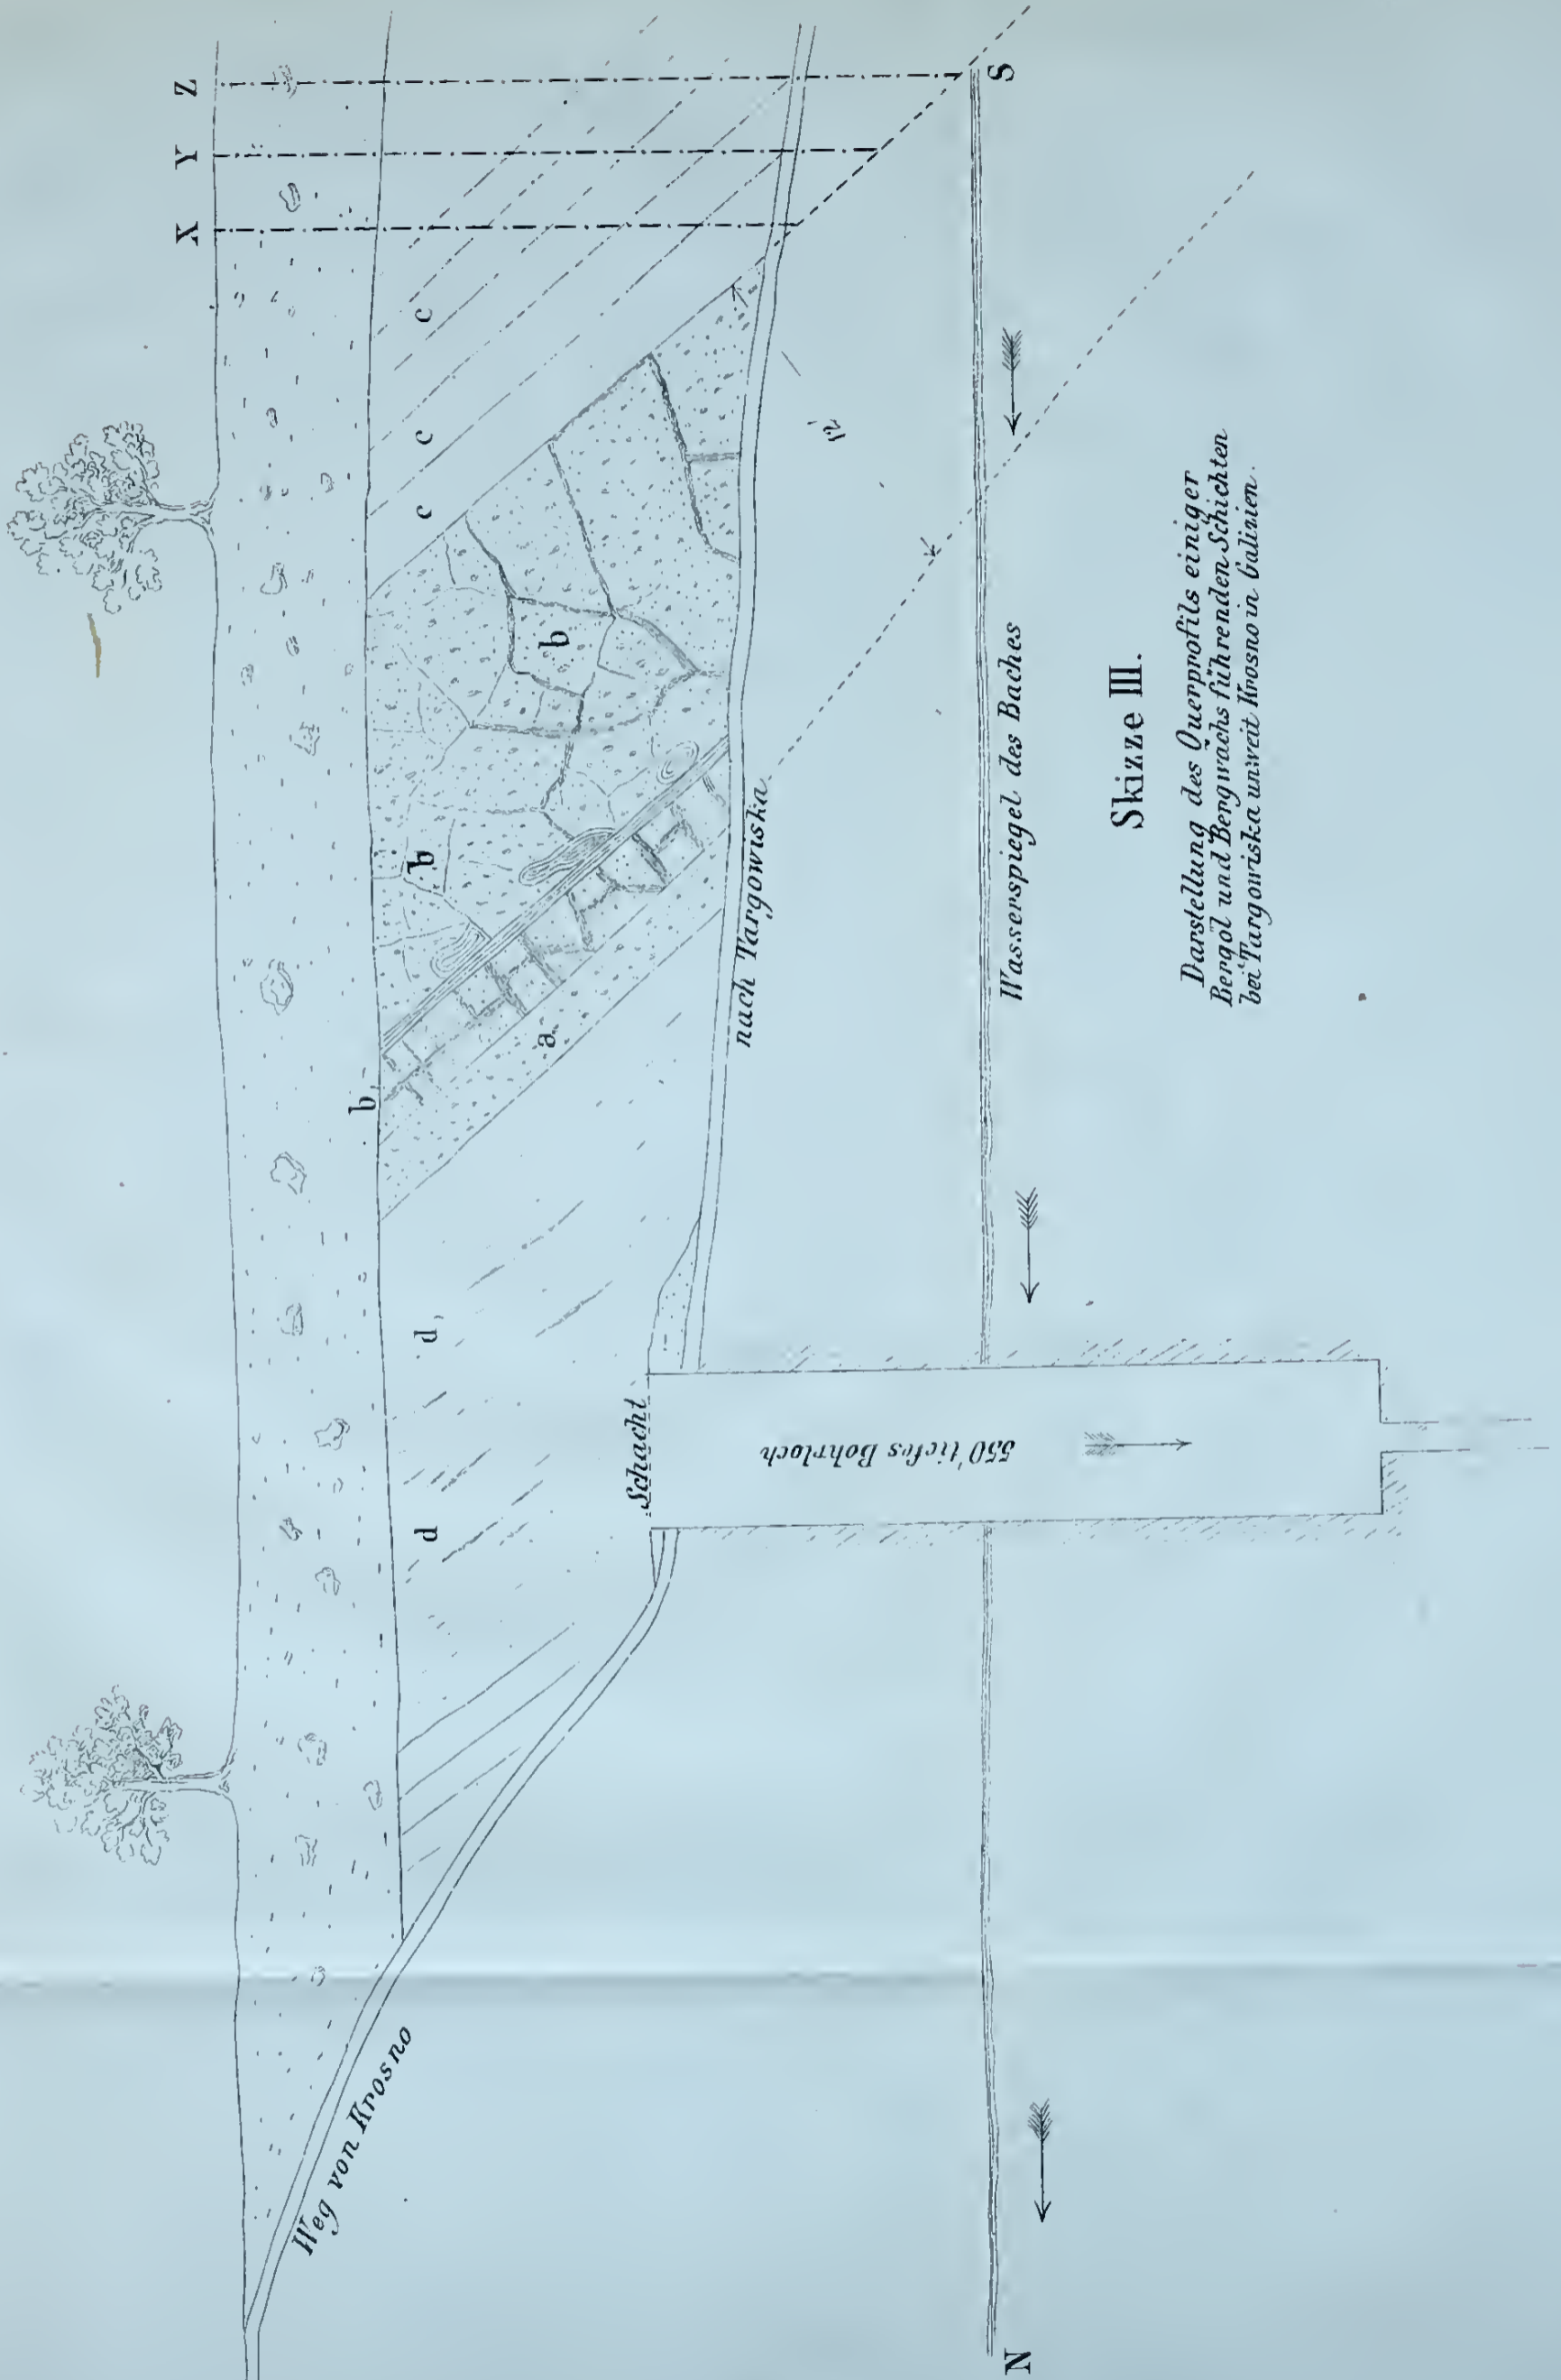 X
Y
Z
c
c
c
b
b
b,
a
d,
d
12'
S
N
nach Targowiska
Weg von Krosno
Schacht
550' tiefes Bohrloch
Wasserspiegel des Baches
Skizze III.
Darstellung des Querprofils einiger
Bergöl und Bergwachs führenden Schichten
bei Targowiska unweit Krosno in Galizien.